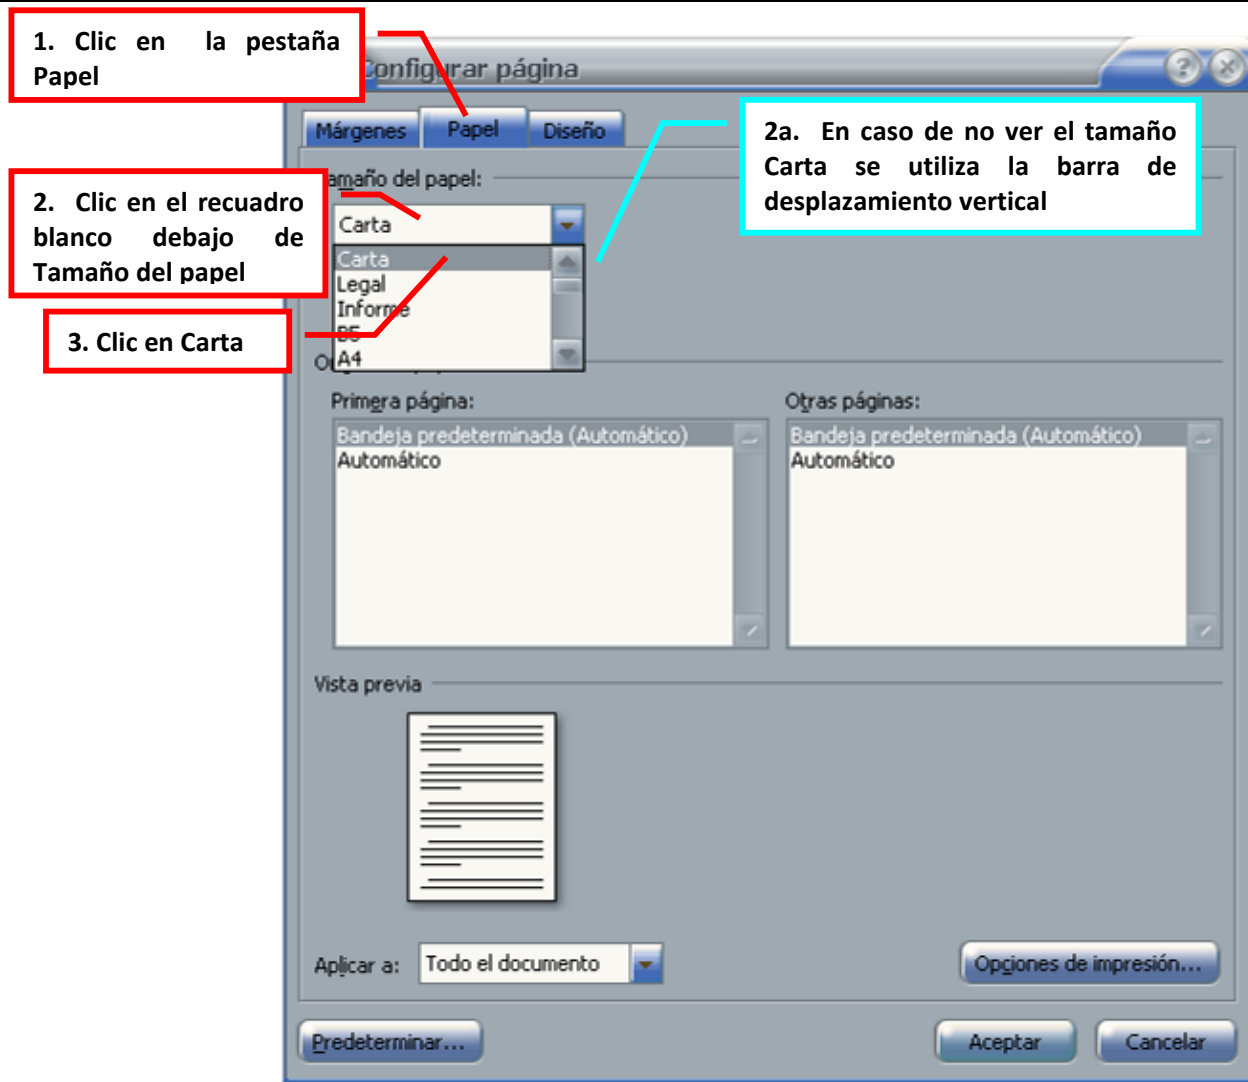 1. Clic en la pestaña
Papel
Configurar página
Márgenes Papel Diseño
2a. En caso de no ver el tamaño
Carta se utiliza la barra de
desplazamiento vertical
2. Clic en el recuadro
blanco debajo de
Tamaño del papel
Tamaño del papel:
Carta
Carta
Legal
Informe
B5
A4
3. Clic en Carta
Primera página:
Bandeja predeterminada (Automático)
Automático
Otras páginas:
Bandeja predeterminada (Automático)
Automático
Vista previa
Aplicar a: Todo el documento
Opciones de impresión...
Predeterminar...
Aceptar
Cancelar